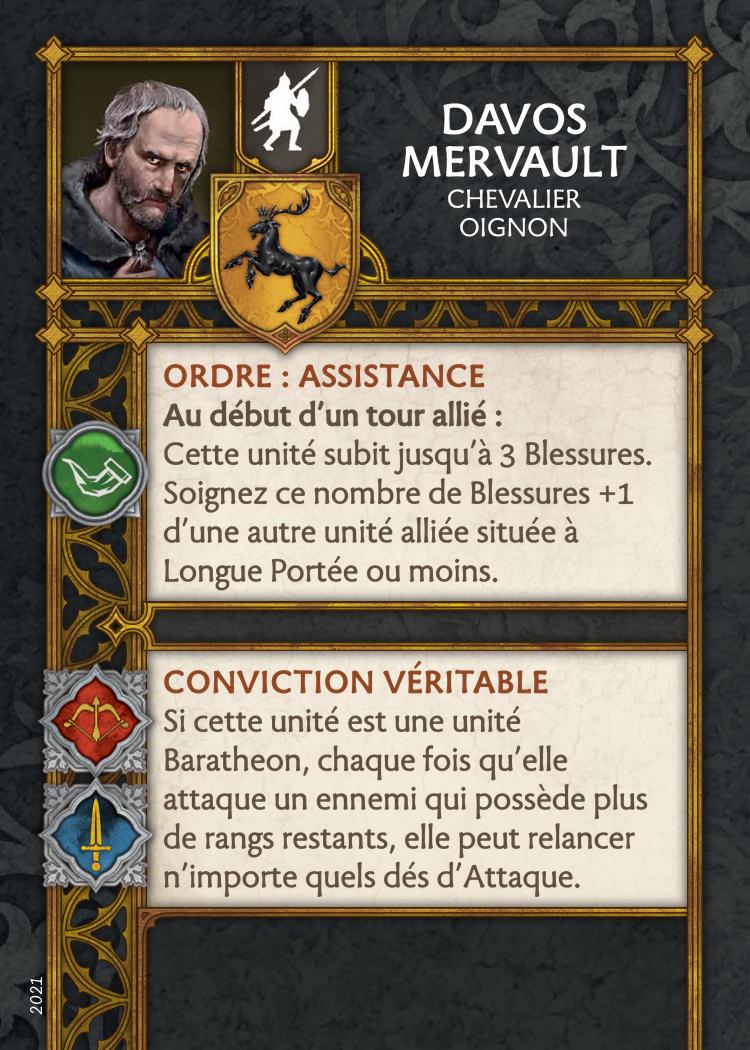 DAVOS
MERVAULT
CHEVALIER
OIGNON
ORDRE : ASSISTANCE
Au début d'un tour allié :
Cette unité subit jusqu'à 3 Blessures.
Soignez ce nombre de Blessures +1
d'une autre unité alliée située à
Longue Portée ou moins.
CONVICTION VÉRITABLE
Si cette unité est une unité
Baratheon, chaque fois qu'elle
attaque un ennemi qui possède plus
de rangs restants, elle peut relancer
n'importe quels dés d'Attaque.
2021